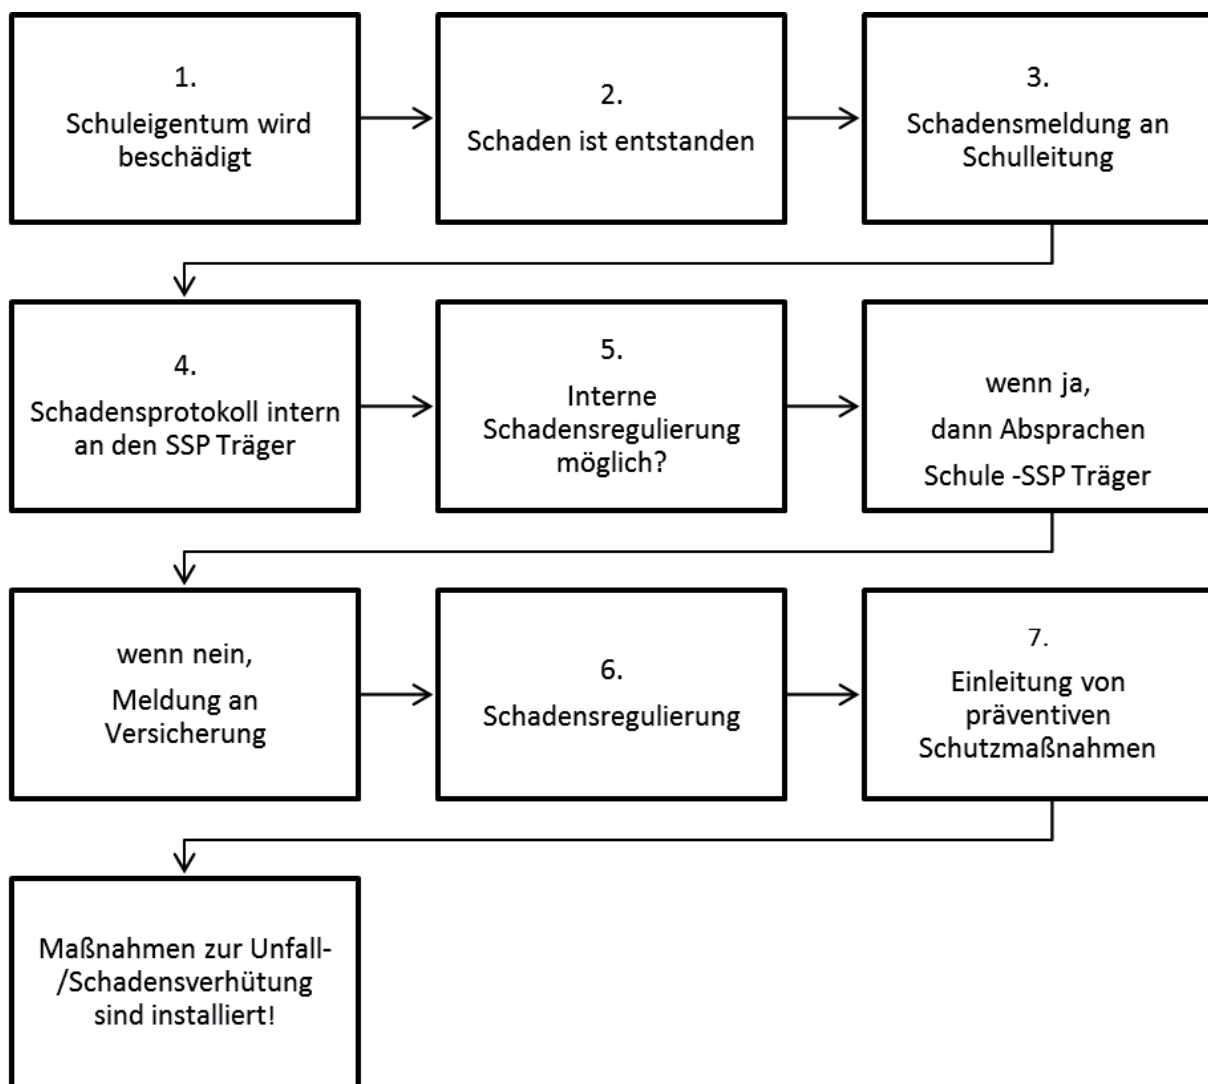 1.
Schuleigentum wird
beschädigt
2.
Schaden ist entstanden
3.
Schadensmeldung an
Schulleitung
4.
Schadensprotokoll intern
an den SSP Träger
5.
Interne
Schadensregulierung
möglich?
wenn ja,
dann Absprachen
Schule -SSP Träger
wenn nein,
Meldung an
Versicherung
6.
Schadensregulierung
7.
Einleitung von
präventiven
Schutzmaßnahmen
Maßnahmen zur Unfall-
/Schadensverhütung
sind installiert!